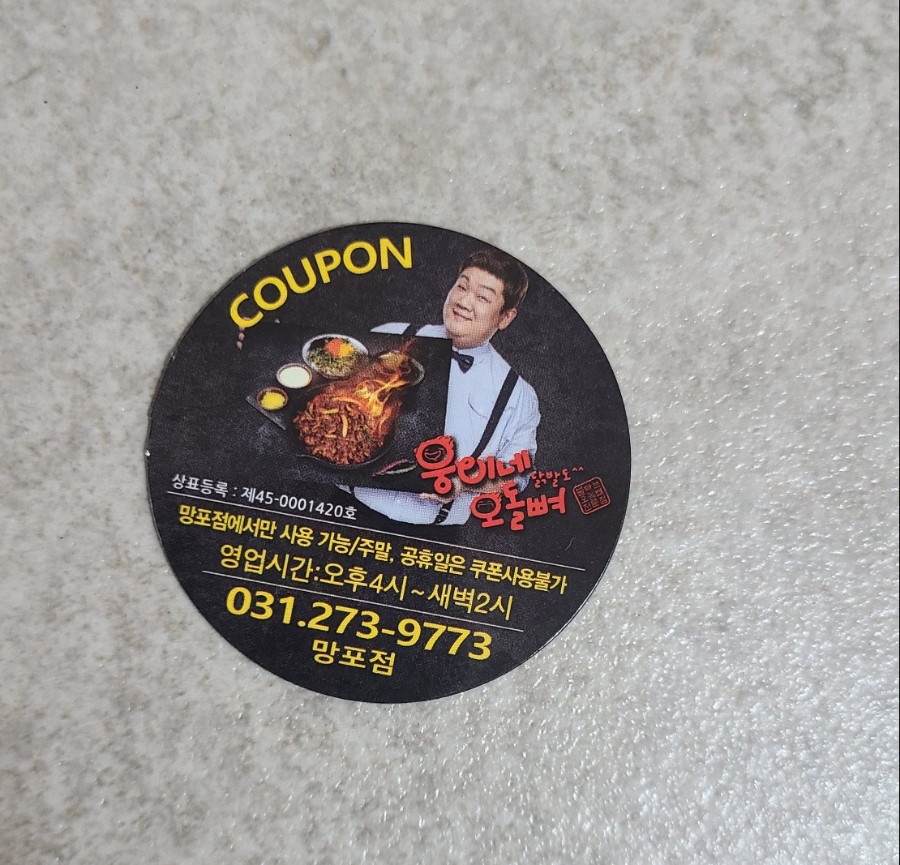 COUPON
웅이네
닭발도^^
오돌뼈
상표등록 : 제45-0001420호
망포점에서만 사용 가능/주말, 공휴일은 쿠폰사용불가
영업시간:오후4시~새벽2시
031.273-9773
망포점